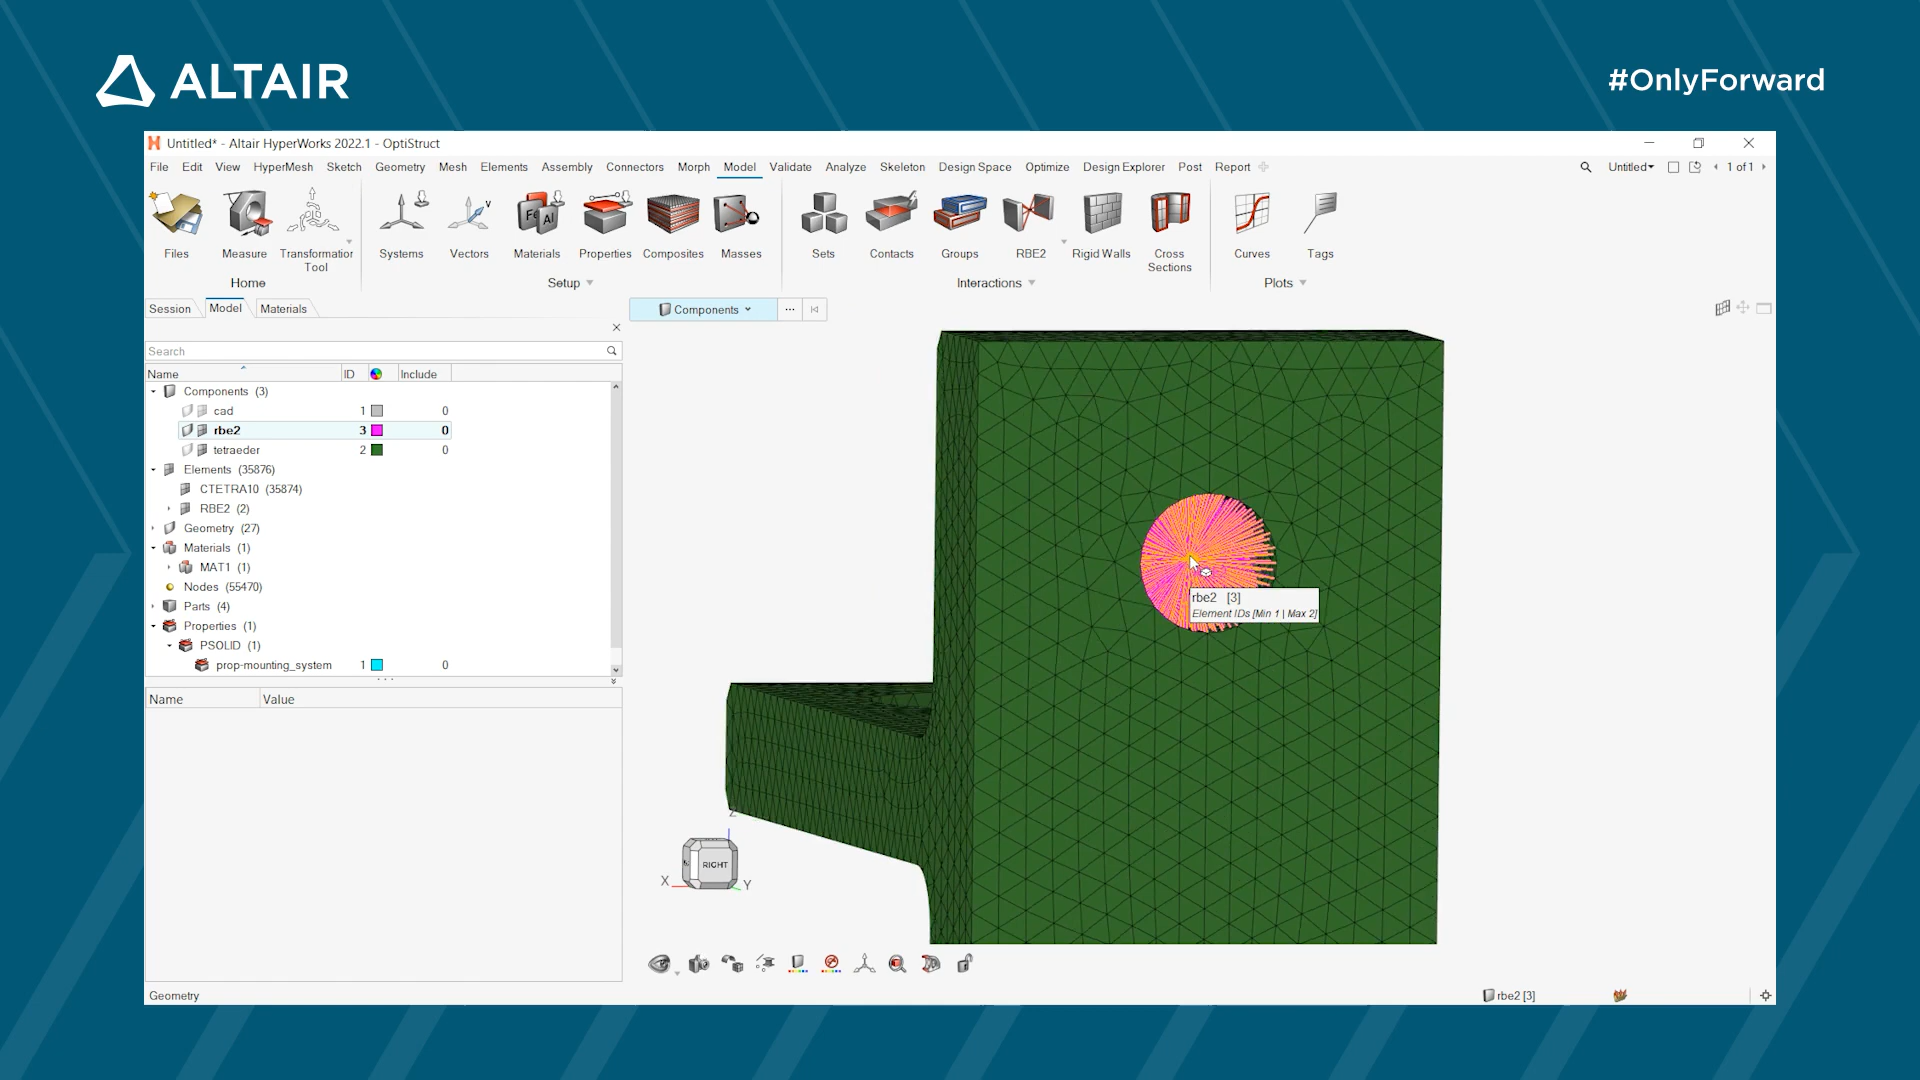 ALTAIR
#OnlyForward
Untitled* - Altair HyperWorks 2022.1 - OptiStruct
File Edit View HyperMesh Sketch Geometry Mesh Elements Assembly Connectors Morph Model Validate Analyze Skeleton Design Space Optimize Design Explorer Post Report Untitled 1 of 1
Files Measure Transformation Tool Systems Vectors Materials Properties Composites Masses Sets Contacts Groups RBE2 Rigid Walls Cross Sections Curves Tags
Home Setup Interactions Plots
Session Model Materials
Components
Search
Name ID Include
Components (3)
cad 1 0
rbe2 3 0
tetraeder 2 0
Elements (35876)
CTETRA10 (35874)
RBE2 (2)
Geometry (27)
Materials (1)
MAT1 (1)
Nodes (55470)
Parts (4)
Properties (1)
PSOLID (1)
prop-mounting_system 1 0
Name Value
rbe2 [3]
Element IDs [Min 1 | Max 2]
Z
RIGHT
X Y
Geometry
rbe2 [3]